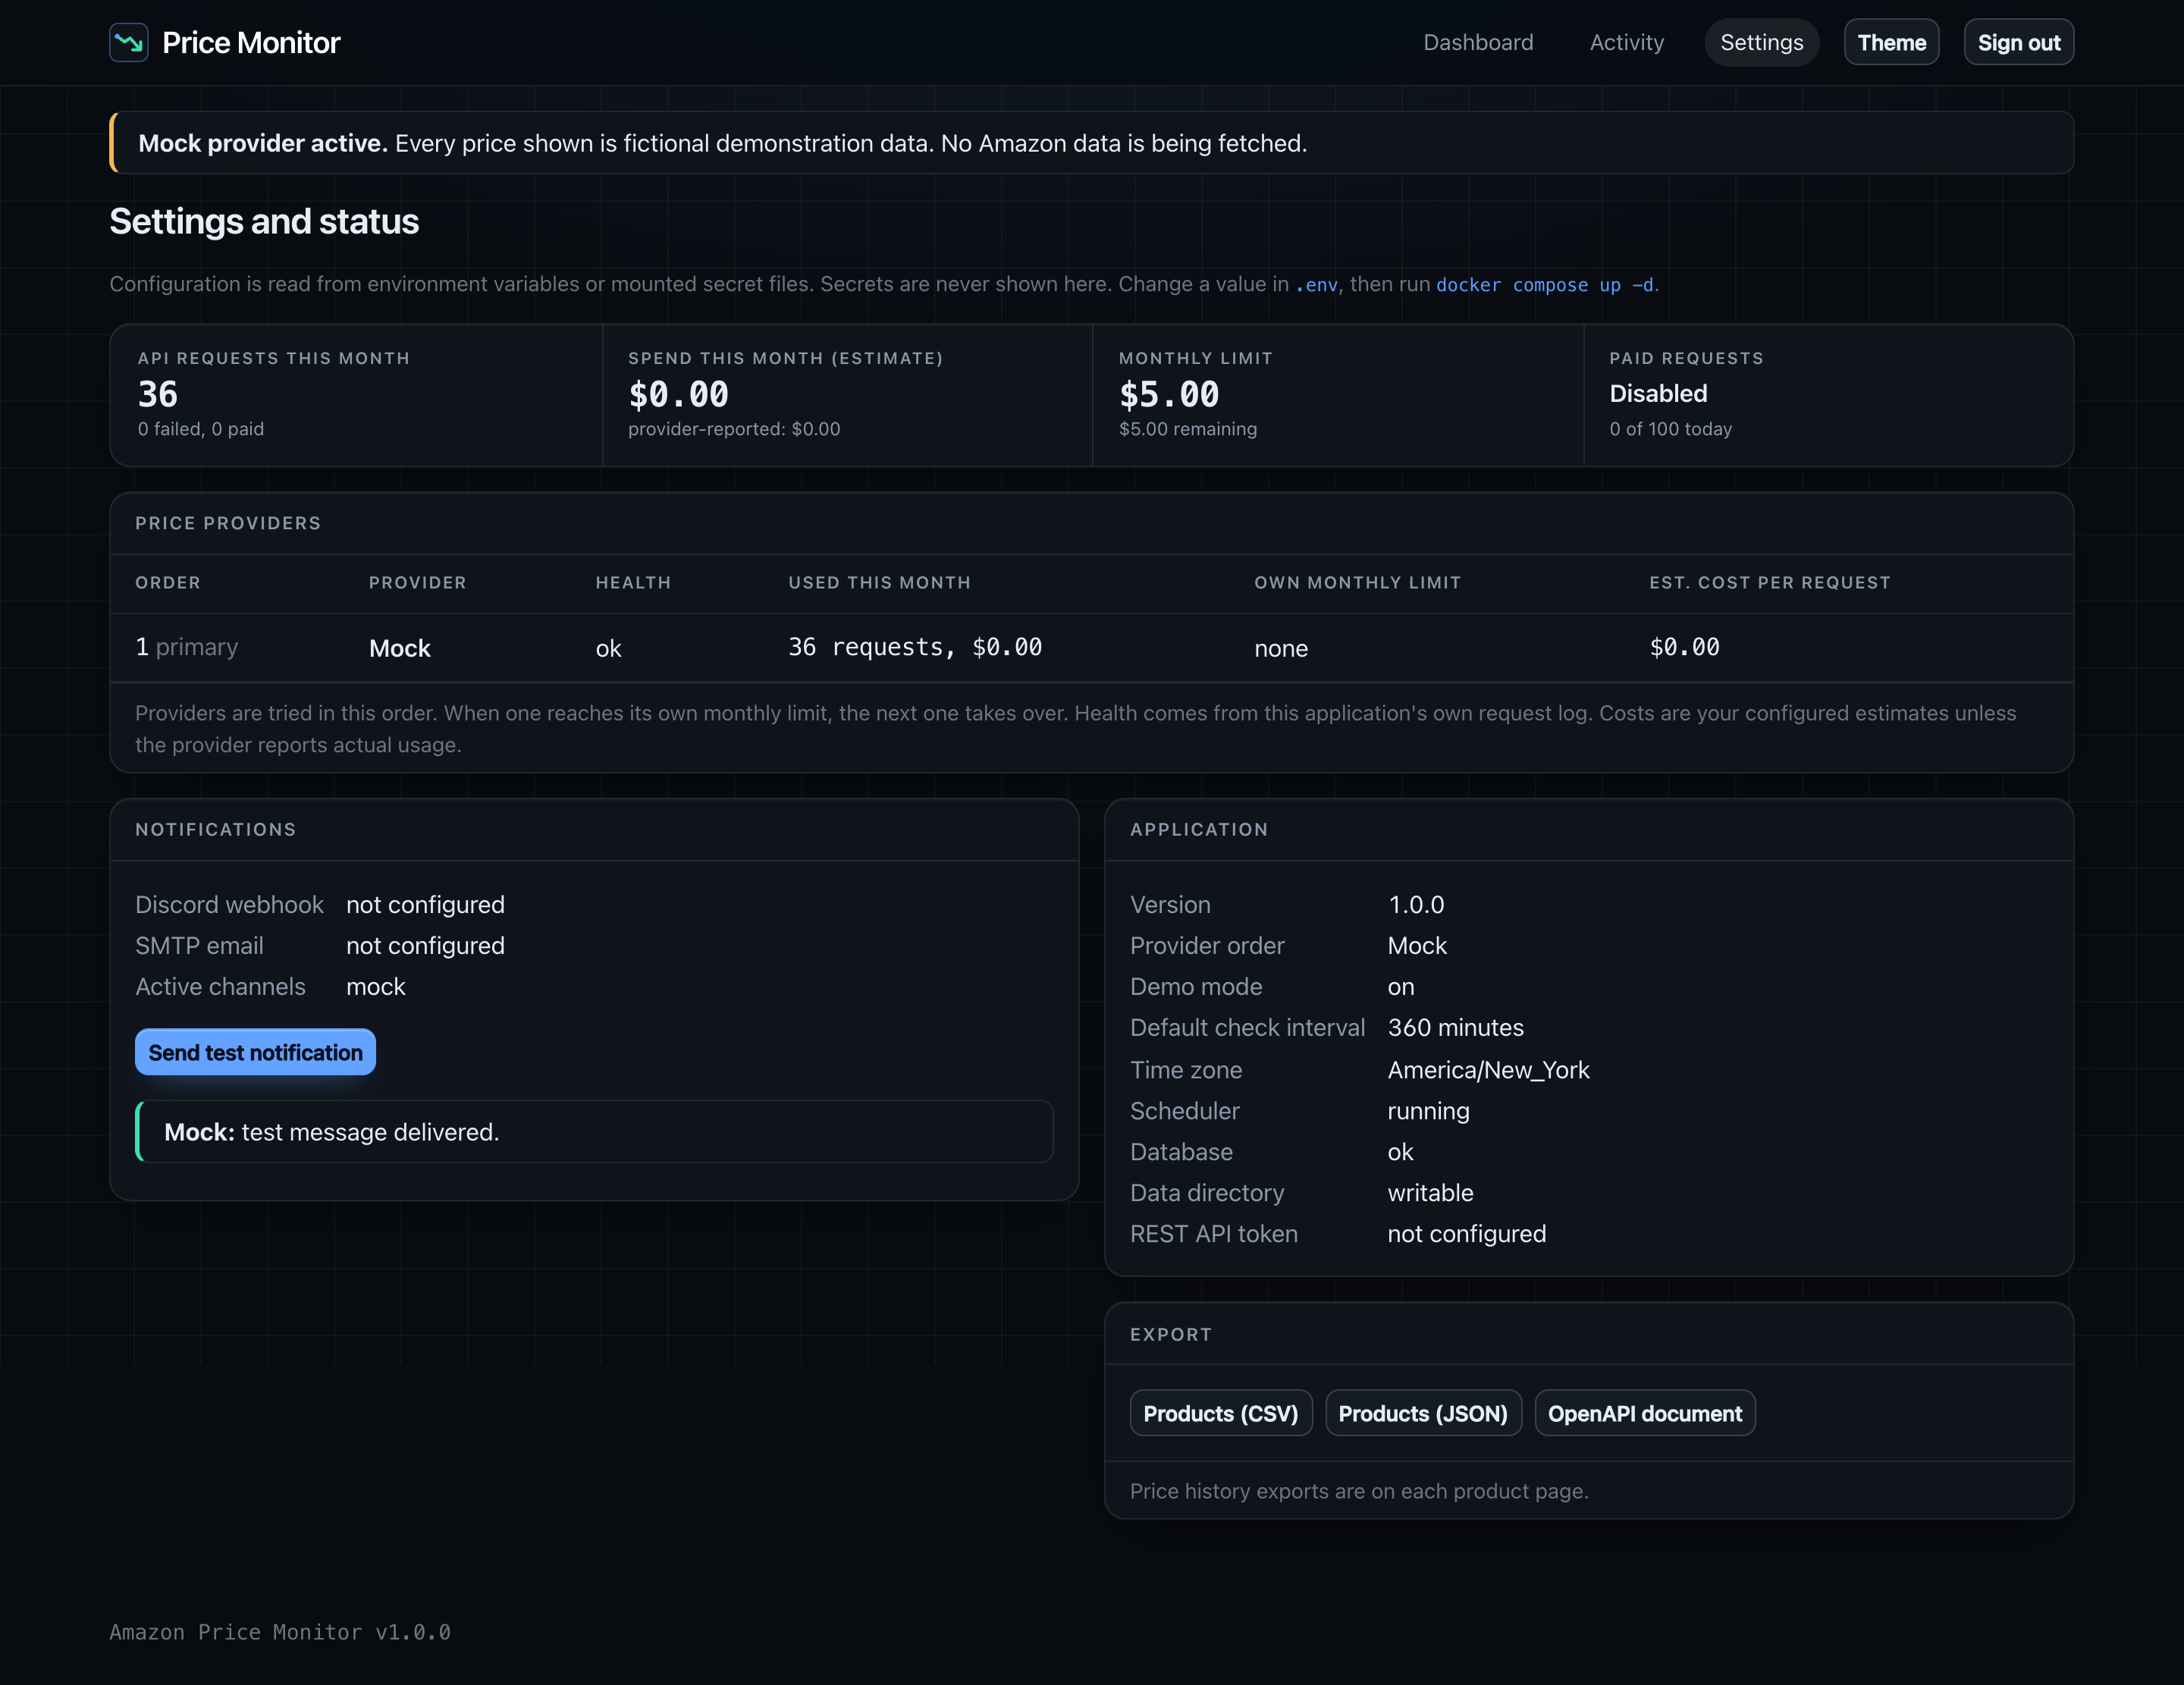 Price Monitor
Dashboard
Activity
Settings
Theme
Sign out
Mock provider active. Every price shown is fictional demonstration data. No Amazon data is being fetched.
Settings and status
Configuration is read from environment variables or mounted secret files. Secrets are never shown here. Change a value in .env, then run docker compose up -d.
API REQUESTS THIS MONTH
36
0 failed, 0 paid
SPEND THIS MONTH (ESTIMATE)
$0.00
provider-reported: $0.00
MONTHLY LIMIT
$5.00
$5.00 remaining
PAID REQUESTS
Disabled
0 of 100 today
PRICE PROVIDERS
ORDER PROVIDER HEALTH USED THIS MONTH OWN MONTHLY LIMIT EST. COST PER REQUEST
1 primary Mock ok 36 requests, $0.00 none $0.00
Providers are tried in this order. When one reaches its own monthly limit, the next one takes over. Health comes from this application's own request log. Costs are your configured estimates unless
the provider reports actual usage.
NOTIFICATIONS
Discord webhook not configured
SMTP email not configured
Active channels mock
Send test notification
Mock: test message delivered.
APPLICATION
Version 1.0.0
Provider order Mock
Demo mode on
Default check interval 360 minutes
Time zone America/New_York
Scheduler running
Database ok
Data directory writable
REST API token not configured
EXPORT
Products (CSV)
Products (JSON)
OpenAPI document
Price history exports are on each product page.
Amazon Price Monitor v1.0.0